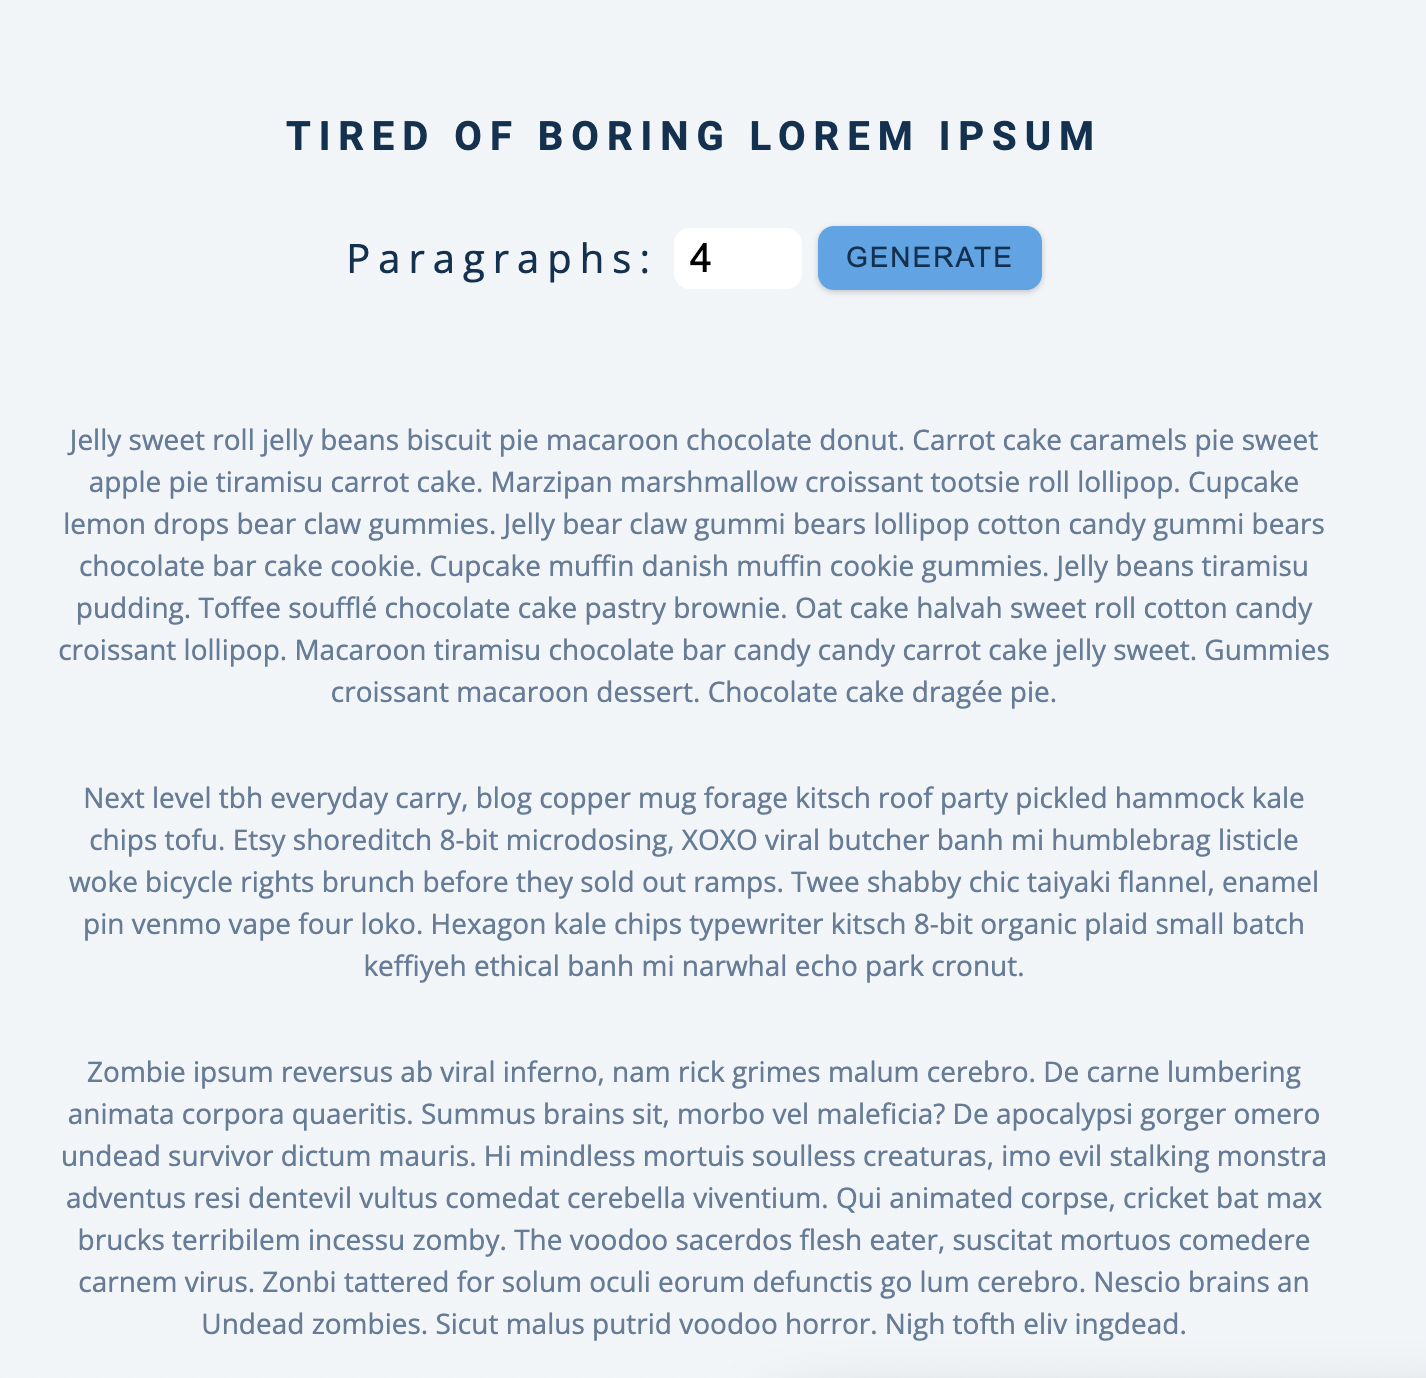 TIRED OF BORING LOREM IPSUM
Paragraphs: 4 GENERATE
Jelly sweet roll jelly beans biscuit pie macaroon chocolate donut. Carrot cake caramels pie sweet
apple pie tiramisu carrot cake. Marzipan marshmallow croissant tootsie roll lollipop. Cupcake
lemon drops bear claw gummies. Jelly bear claw gummi bears lollipop cotton candy gummi bears
chocolate bar cake cookie. Cupcake muffin danish muffin cookie gummies. Jelly beans tiramisu
pudding. Toffee soufflé chocolate cake pastry brownie. Oat cake halvah sweet roll cotton candy
croissant lollipop. Macaroon tiramisu chocolate bar candy candy carrot cake jelly sweet. Gummies
croissant macaroon dessert. Chocolate cake dragée pie.
Next level tbh everyday carry, blog copper mug forage kitsch roof party pickled hammock kale
chips tofu. Etsy shoreditch 8-bit microdosing, XOXO viral butcher banh mi humblebrag listicle
woke bicycle rights brunch before they sold out ramps. Twee shabby chic taiyaki flannel, enamel
pin venmo vape four loko. Hexagon kale chips typewriter kitsch 8-bit organic plaid small batch
keffiyeh ethical banh mi narwhal echo park cronut.
Zombie ipsum reversus ab viral inferno, nam rick grimes malum cerebro. De carne lumbering
animata corpora quaeritis. Summus brains sit, morbo vel maleficia? De apocalypsi gorger omero
undead survivor dictum mauris. Hi mindless mortuis soulless creaturas, imo evil stalking monstra
adventus resi dentevil vultus comedat cerebella viventium. Qui animated corpse, cricket bat max
brucks terribilem incessu zomby. The voodoo sacerdos flesh eater, suscitat mortuos comedere
carnem virus. Zonbi tattered for solum oculi eorum defunctis go lum cerebro. Nescio brains an
Undead zombies. Sicut malus putrid voodoo horror. Nigh tofth eliv ingdead.